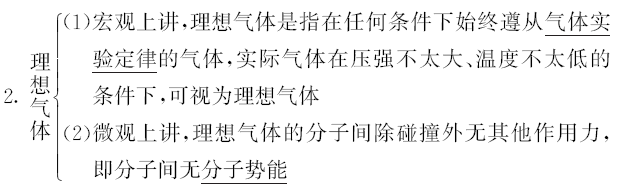 (1)宏观上讲,理想气体是指在任何条件下始终遵从气体实
验定律的气体,实际气体在压强不太大、温度不太低的
条件下,可视为理想气体
2. 理想气体
(2)微观上讲,理想气体的分子间除碰撞外无其他作用力,
即分子间无分子势能